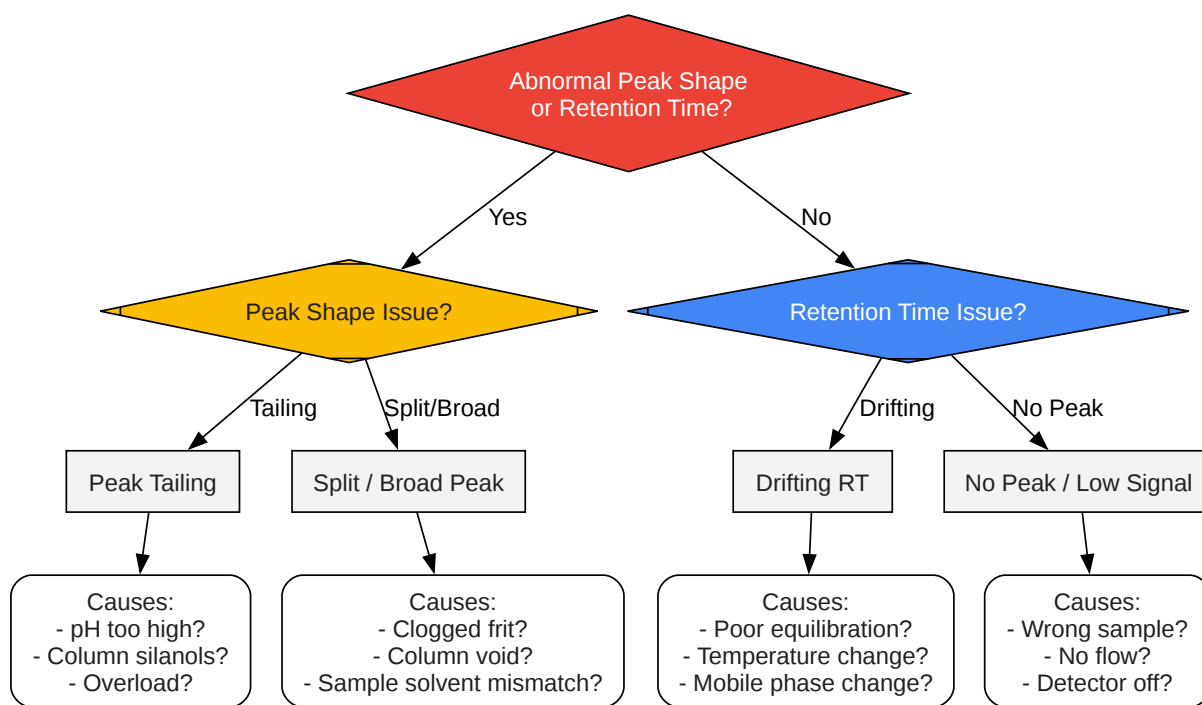 Abnormal Peak Shape
or Retention Time?
Yes
No
Peak Shape Issue?
Retention Time Issue?
Tailing
Split/Broad
Drifting
No Peak
Peak Tailing
Split / Broad Peak
Drifting RT
No Peak / Low Signal
Causes:
- pH too high?
- Column silanols?
- Overload?
Causes:
- Clogged frit?
- Column void?
- Sample solvent mismatch?
Causes:
- Poor equilibration?
- Temperature change?
- Mobile phase change?
Causes:
- Wrong sample?
- No flow?
- Detector off?